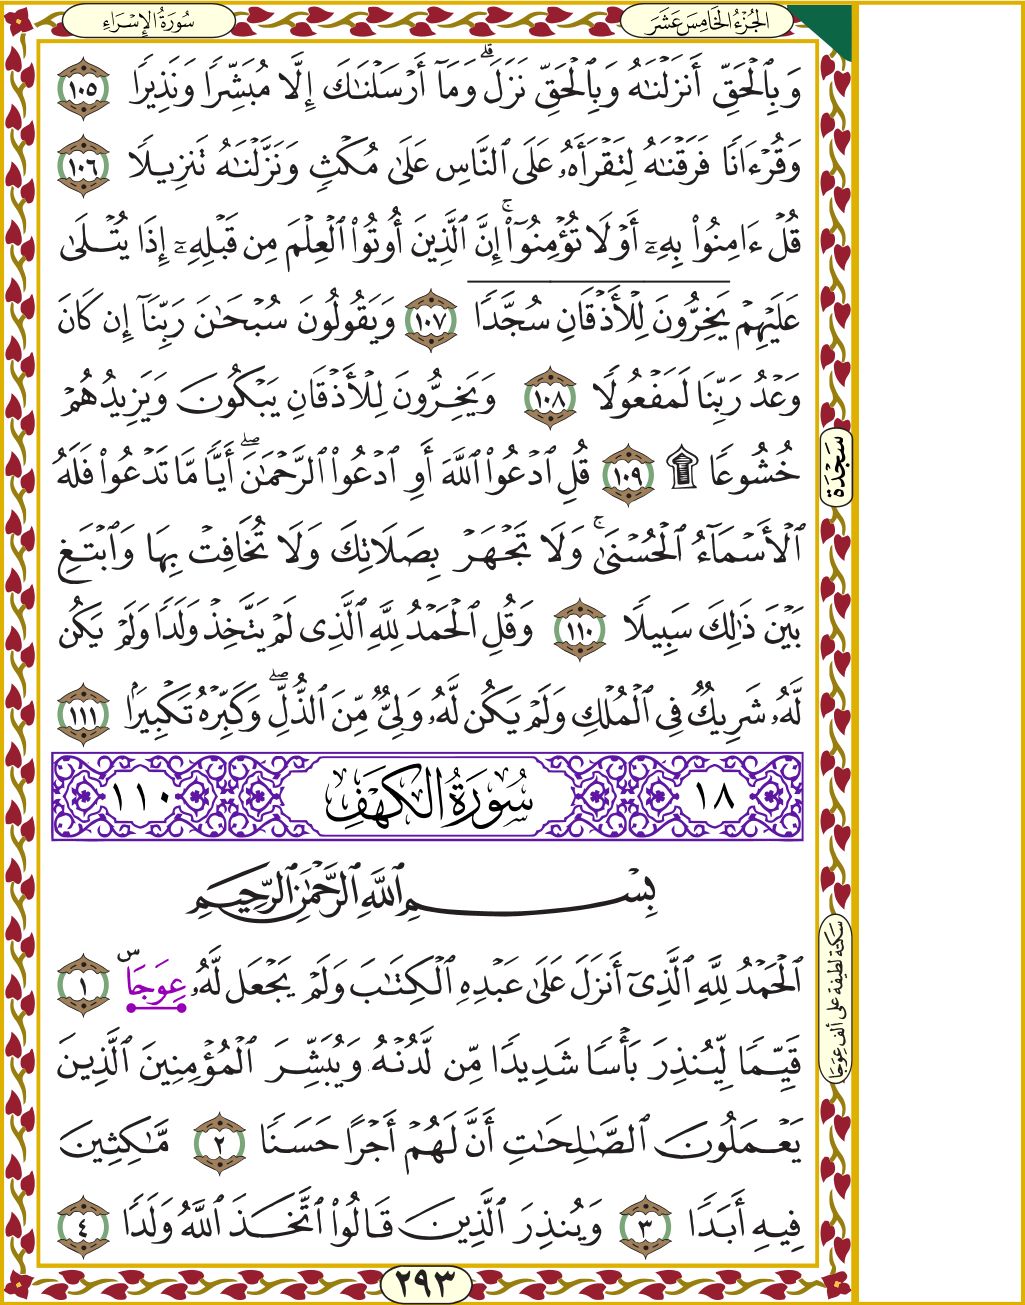 الجُزْءُ الخَامِسَ عَشَرَ
سُورَةُ الإِسْرَاءِ
وَبِٱلْحَقِّ أَنزَلْنَٰهُ وَبِٱلْحَقِّ نَزَلَ ۗ وَمَآ أَرْسَلْنَٰكَ إِلَّا مُبَشِّرًا وَنَذِيرًا ١٠٥
وَقُرْءَانًا فَرَقْنَٰهُ لِتَقْرَأَهُۥ عَلَى ٱلنَّاسِ عَلَىٰ مُكْثٍ وَنَزَّلْنَٰهُ تَنزِيلًا ١٠٦
قُلْ ءَامِنُوا۟ بِهِۦٓ أَوْ لَا تُؤْمِنُوٓا۟ ۚ إِنَّ ٱلَّذِينَ أُوتُوا۟ ٱلْعِلْمَ مِن قَبْلِهِۦٓ إِذَا يُتْلَىٰ
عَلَيْهِمْ يَخِرُّونَ لِلْأَذْقَانِ سُجَّدًا ١٠٧ وَيَقُولُونَ سُبْحَٰنَ رَبِّنَآ إِن كَانَ
وَعْدُ رَبِّنَا لَمَفْعُولًا ١٠٨ وَيَخِرُّونَ لِلْأَذْقَانِ يَبْكُونَ وَيَزِيدُهُمْ
خُشُوعًا ۩ ١٠٩ قُلِ ٱدْعُوا۟ ٱللَّهَ أَوِ ٱدْعُوا۟ ٱلرَّحْمَٰنَ ۖ أَيًّا مَّا تَدْعُوا۟ فَلَهُ
ٱلْأَسْمَآءُ ٱلْحُسْنَىٰ ۚ وَلَا تَجْهَرْ بِصَلَاتِكَ وَلَا تُخَافِتْ بِهَا وَٱبْتَغِ
بَيْنَ ذَٰلِكَ سَبِيلًا ١١٠ وَقُلِ ٱلْحَمْدُ لِلَّهِ ٱلَّذِى لَمْ يَتَّخِذْ وَلَدًا وَلَمْ يَكُن
لَّهُۥ شَرِيكٌ فِى ٱلْمُلْكِ وَلَمْ يَكُن لَّهُۥ وَلِىٌّ مِّنَ ٱلذُّلِّ ۖ وَكَبِّرْهُ تَكْبِيرًۢا ١١١
١٨ سُورَةُ الكَهْفِ ١١٠
بِسْمِ ٱللَّهِ ٱلرَّحْمَٰنِ ٱلرَّحِيمِ
ٱلْحَمْدُ لِلَّهِ ٱلَّذِىٓ أَنزَلَ عَلَىٰ عَبْدِهِ ٱلْكِتَٰبَ وَلَمْ يَجْعَل لَّهُۥ عِوَجَاۜ ١
قَيِّمًا لِّيُنذِرَ بَأْسًا شَدِيدًا مِّن لَّدُنْهُ وَيُبَشِّرَ ٱلْمُؤْمِنِينَ ٱلَّذِينَ
يَعْمَلُونَ ٱلصَّٰلِحَٰتِ أَنَّ لَهُمْ أَجْرًا حَسَنًا ٢ مَّٰكِثِينَ
فِيهِ أَبَدًا ٣ وَيُنذِرَ ٱلَّذِينَ قَالُوا۟ ٱتَّخَذَ ٱللَّهُ وَلَدًا ٤
سَجْدَة
سكتة لطيفة على ألف عِوَجَا
٢٩٣